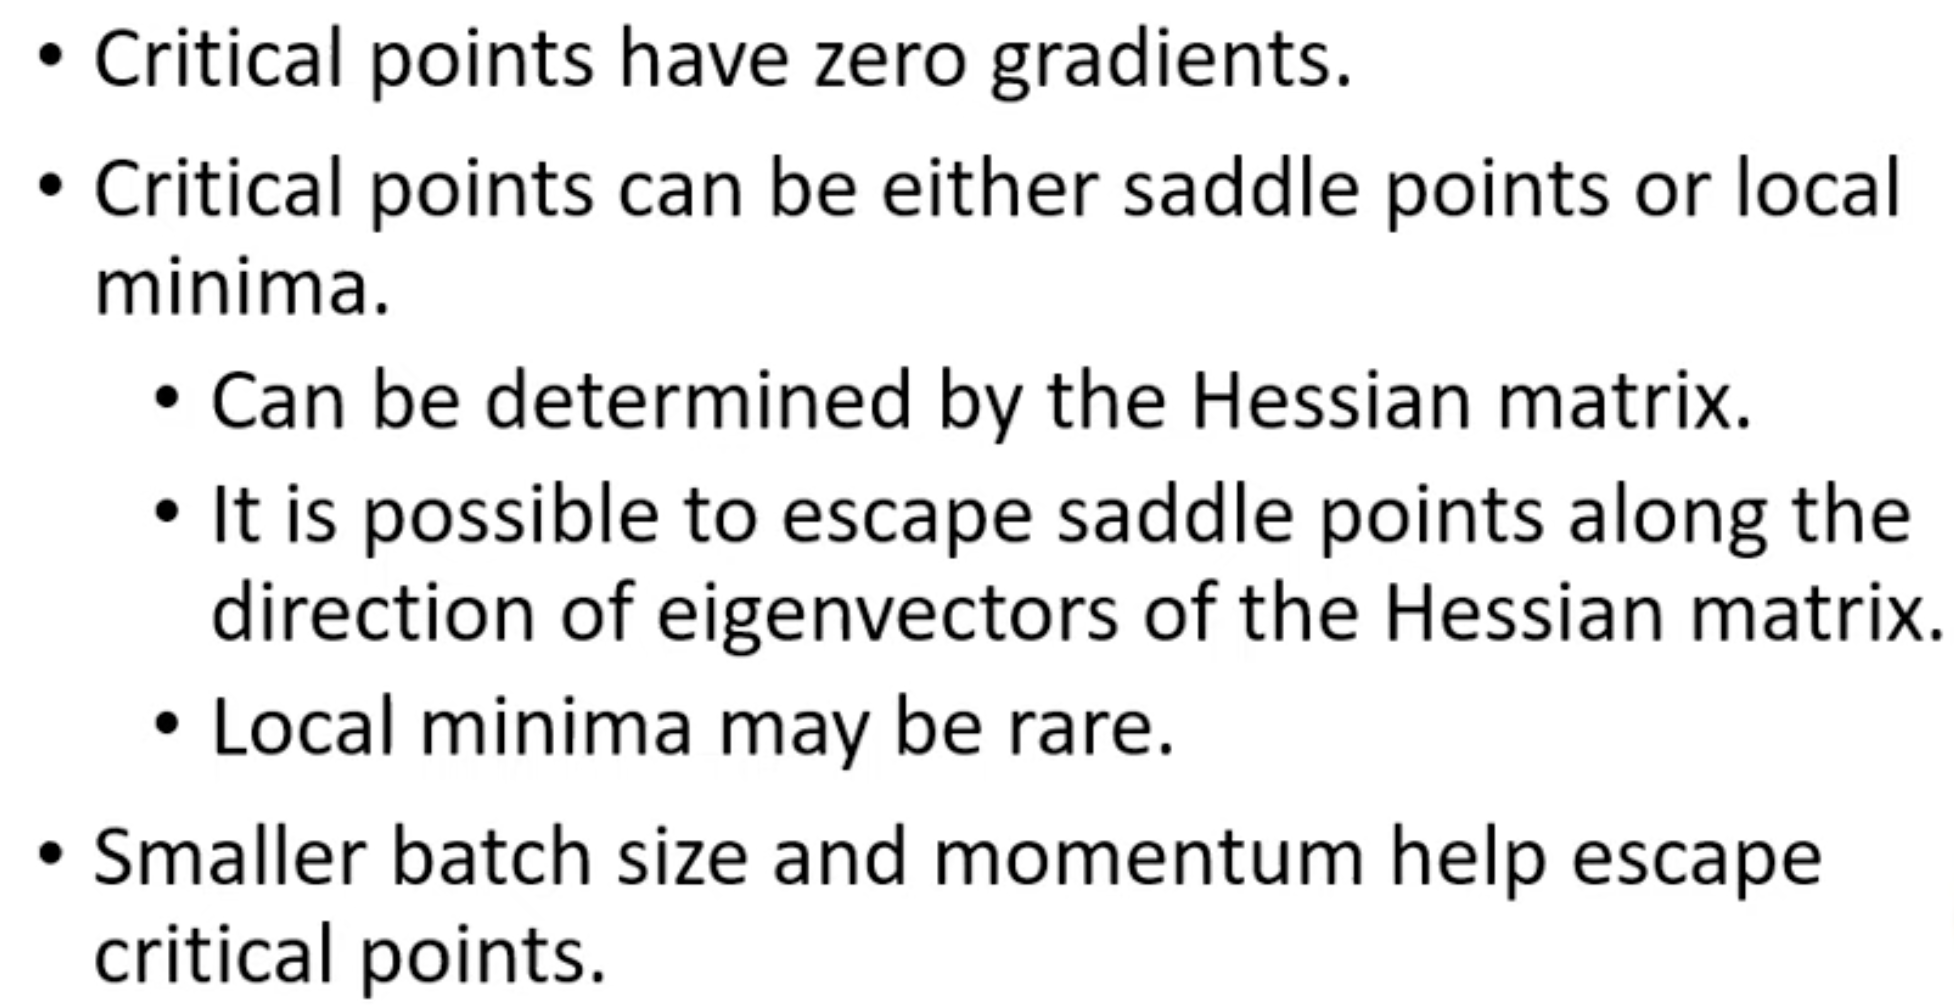 • Critical points have zero gradients.
• Critical points can be either saddle points or local
minima.
• Can be determined by the Hessian matrix.
• It is possible to escape saddle points along the
direction of eigenvectors of the Hessian matrix.
• Local minima may be rare.
• Smaller batch size and momentum help escape
critical points.